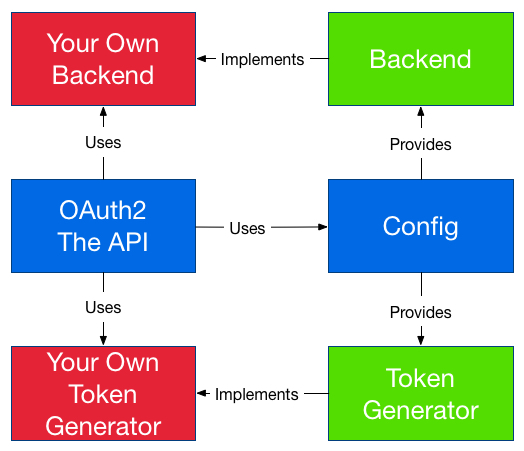 Your Own
Backend
Implements
Backend
Uses
Provides
OAuth2
The API
Uses
Config
Uses
Provides
Your Own
Token
Generator
Implements
Token
Generator